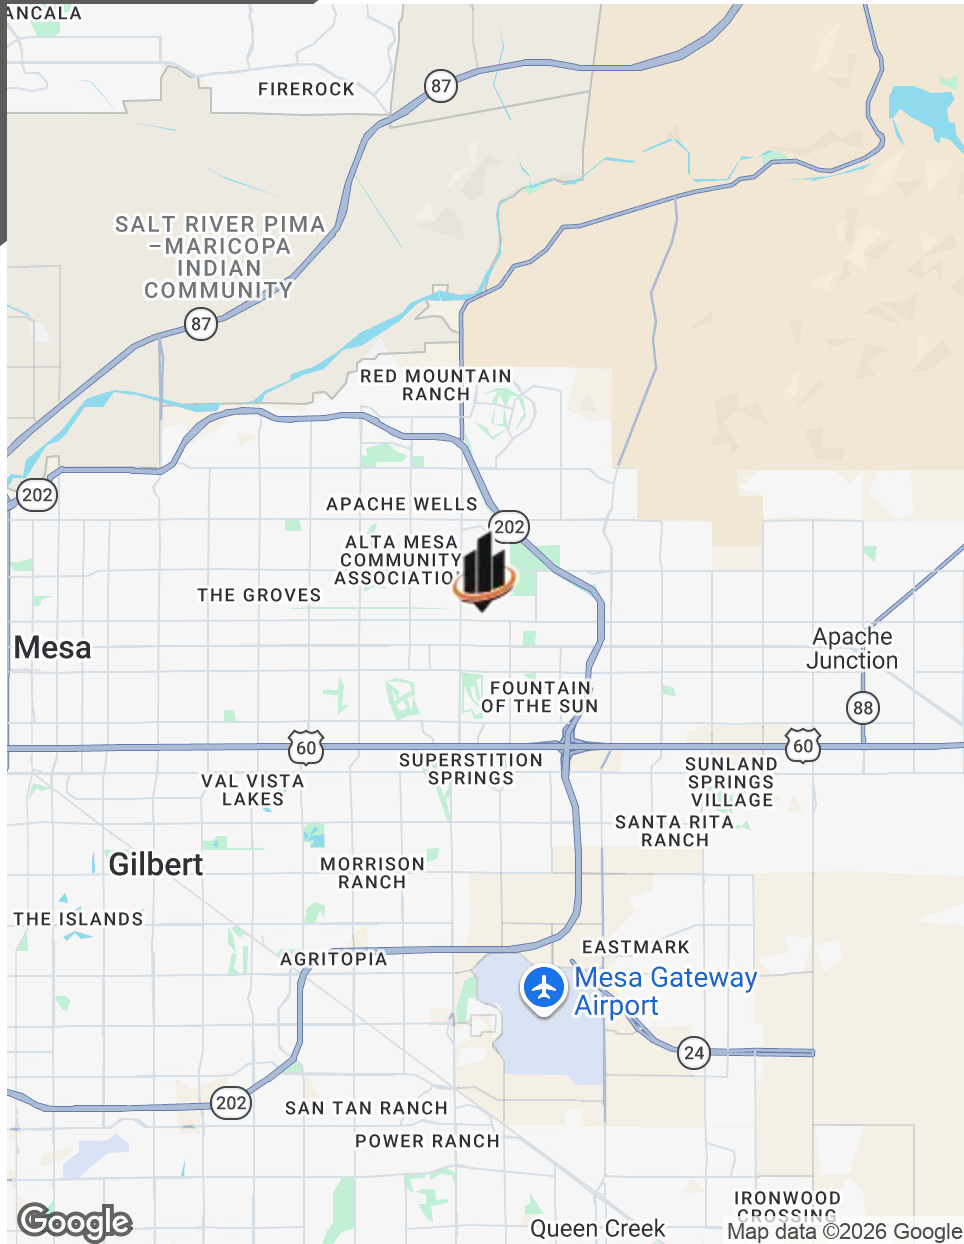 ANCALA
FIREROCK
87
SALT RIVER PIMA
–MARICOPA
INDIAN
COMMUNITY
87
RED MOUNTAIN
RANCH
202
APACHE WELLS
202
ALTA MESA
COMMUNITY
ASSOCIATIO
THE GROVES
Mesa
Apache
Junction
FOUNTAIN
OF THE SUN
88
60
60
SUPERSTITION
SPRINGS
SUNLAND
SPRINGS
VILLAGE
VAL VISTA
LAKES
SANTA RITA
RANCH
Gilbert
MORRISON
RANCH
THE ISLANDS
AGRITOPIA
EASTMARK
Mesa Gateway
Airport
24
202
SAN TAN RANCH
POWER RANCH
IRONWOOD
CROSSING
Queen Creek
Google
Map data ©2026 Google